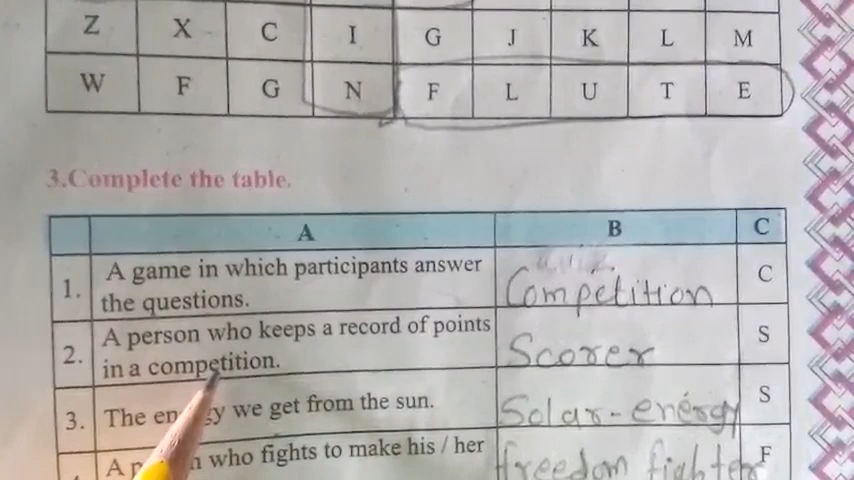 Z X C I G J K L M
W F G N F L U T E
3.Complete the table.
A B C
1. A game in which participants answer the questions. Competition C
2. A person who keeps a record of points in a competition. Scorer S
3. The energy we get from the sun. Solar-energy S
who fights to make his / her freedom fighter F